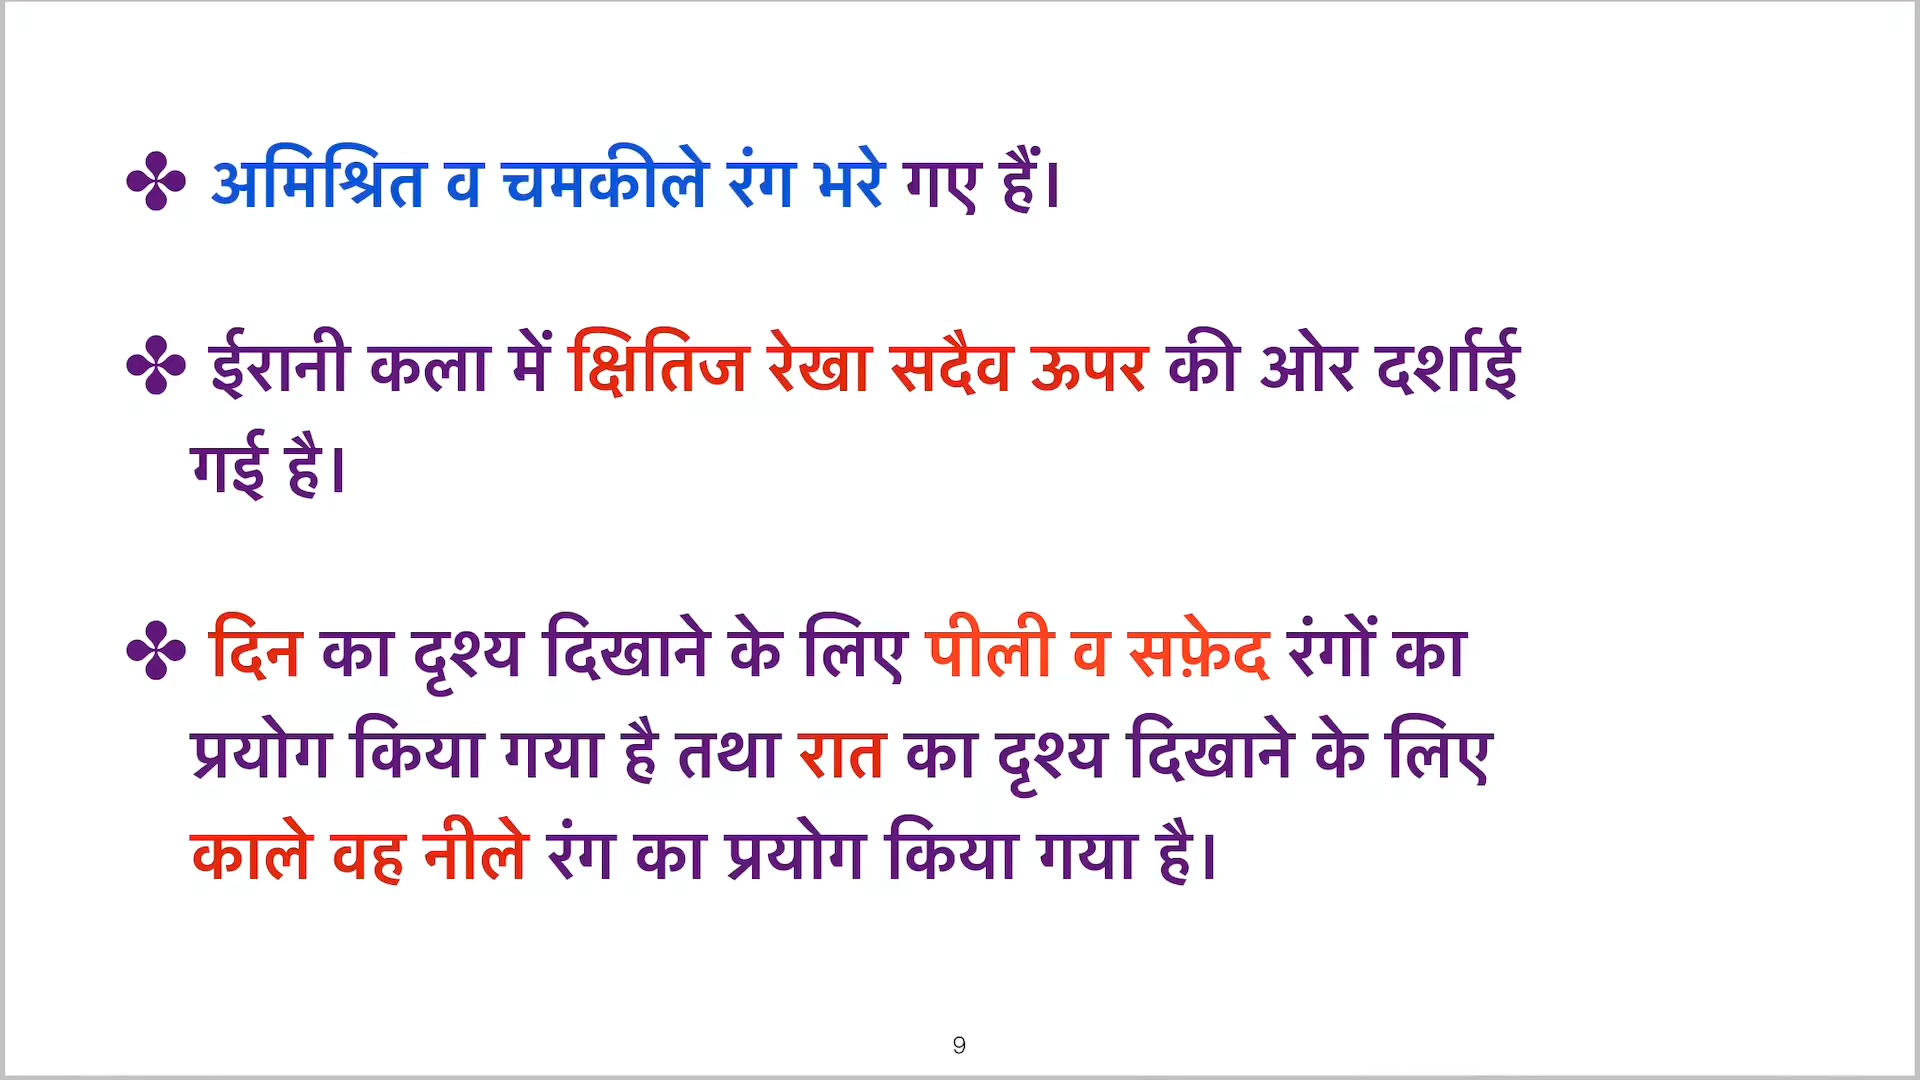 ✤ अमिश्रित व चमकीले रंग भरे गए हैं।
✤ ईरानी कला में क्षितिज रेखा सदैव ऊपर की ओर दर्शाई
गई है।
✤ दिन का दृश्य दिखाने के लिए पीली व सफ़ेद रंगों का
प्रयोग किया गया है तथा रात का दृश्य दिखाने के लिए
काले वह नीले रंग का प्रयोग किया गया है।
9